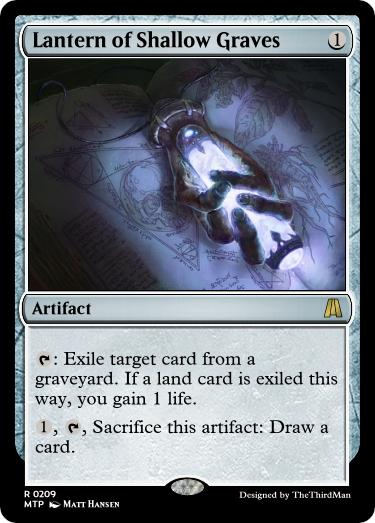 Lantern of Shallow Graves 1
Artifact
: Exile target card from a
graveyard. If a land card is exiled this
way, you gain 1 life.
1, , Sacrifice this artifact: Draw a
card.
R 0209
MTP Matt Hansen
Designed by TheThirdMan